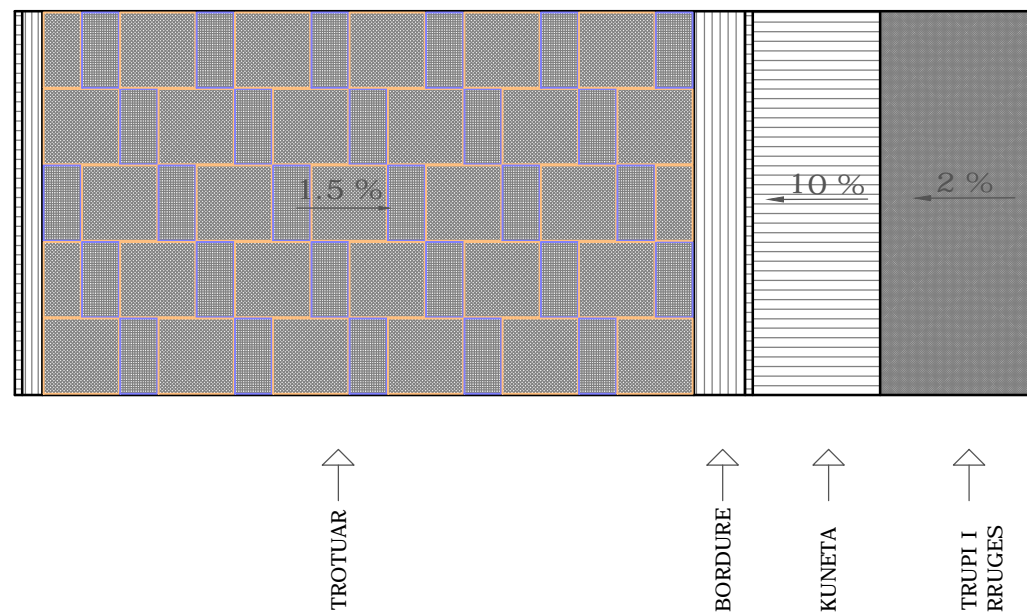 1.5 %
10 %
2 %
TROTUAR
BORDURE
KUNETA
TRUPI I
RRUGES